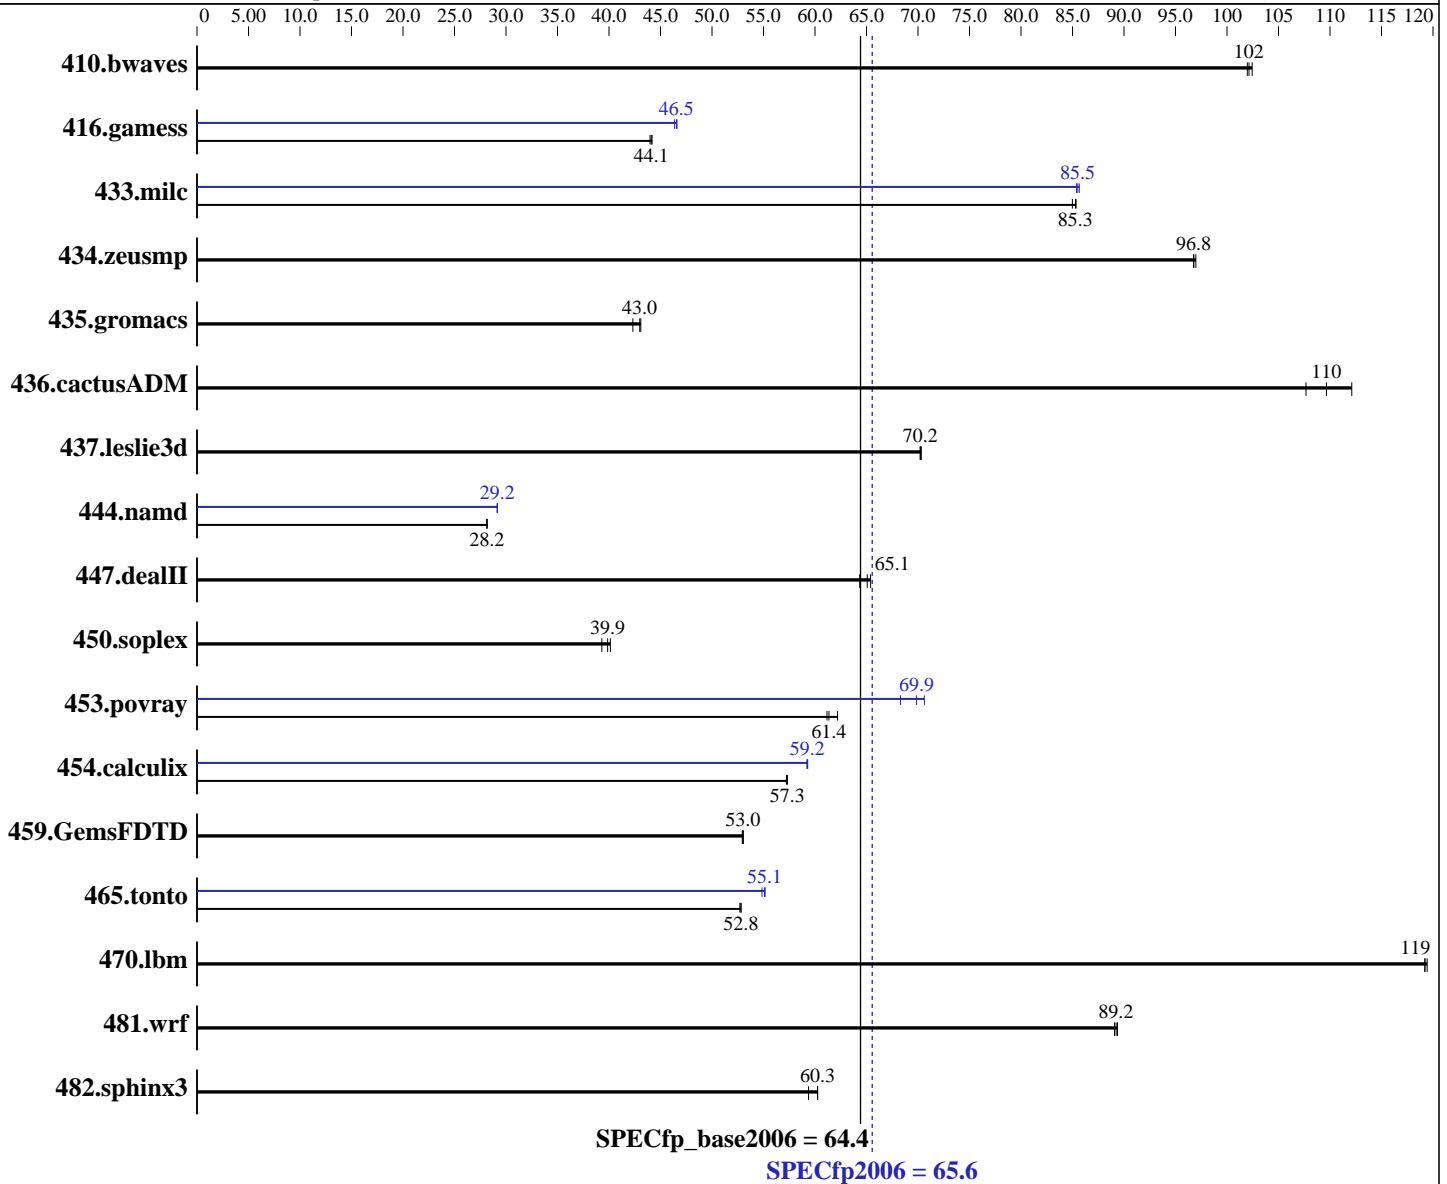 0 5.00 10.0 15.0 20.0 25.0 30.0 35.0 40.0 45.0 50.0 55.0 60.0 65.0 70.0 75.0 80.0 85.0 90.0 95.0 100 105 110 115 120
410.bwaves 102
416.gamess 46.5
44.1
433.milc 85.5
85.3
434.zeusmp 96.8
435.gromacs 43.0
436.cactusADM 110
437.leslie3d 70.2
444.namd 29.2
28.2
447.dealII 65.1
450.soplex 39.9
453.povray 69.9
61.4
454.calculix 59.2
57.3
459.GemsFDTD 53.0
465.tonto 55.1
52.8
470.lbm 119
481.wrf 89.2
482.sphinx3 60.3
SPECfp_base2006 = 64.4
SPECfp2006 = 65.6